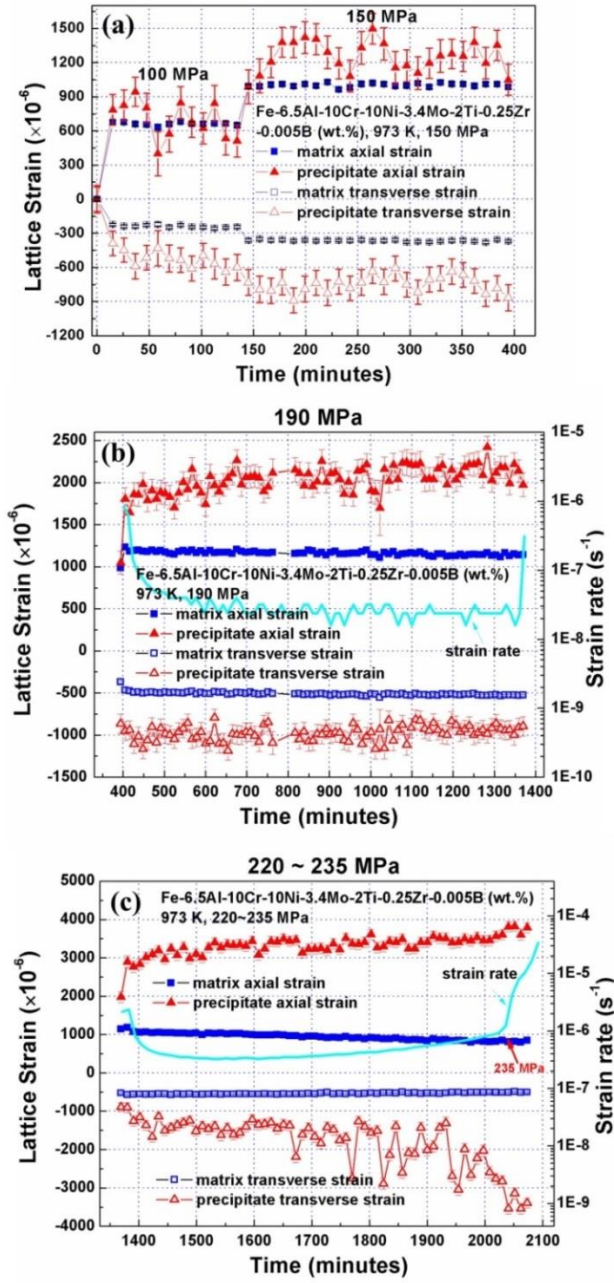 (a)
150 MPa
100 MPa
Fe-6.5Al-10Cr-10Ni-3.4Mo-2Ti-0.25Zr
-0.005B (wt.%), 973 K, 150 MPa
matrix axial strain
precipitate axial strain
matrix transverse strain
precipitate transverse strain
Lattice Strain (×10⁻⁶)
1500
1200
900
600
300
0
-300
-600
-900
-1200
0 50 100 150 200 250 300 350 400
Time (minutes)
190 MPa
(b)
Fe-6.5Al-10Cr-10Ni-3.4Mo-2Ti-0.25Zr-0.005B (wt.%)
973 K, 190 MPa
matrix axial strain
precipitate axial strain
matrix transverse strain
precipitate transverse strain
strain rate
Lattice Strain (×10⁻⁶)
2500
2000
1500
1250
1000
500
0
-500
-1000
-1500
Strain rate (s⁻¹)
1E-5
1E-6
1E-7
1E-8
1E-9
1E-10
400 500 600 700 800 900 1000 1100 1200 1300 1400
Time (minutes)
220 ~ 235 MPa
(c)
Fe-6.5Al-10Cr-10Ni-3.4Mo-2Ti-0.25Zr-0.005B (wt.%)
973 K, 220~235 MPa
matrix axial strain
precipitate axial strain
strain rate
235 MPa
matrix transverse strain
precipitate transverse strain
Lattice Strain (×10⁻⁶)
5000
4000
3000
2000
1000
0
-1000
-2000
-3000
-4000
Strain rate (s⁻¹)
1E-4
1E-5
1E-6
1E-7
1E-8
1E-9
1400 1500 1600 1700 1800 1900 2000 2100
Time (minutes)